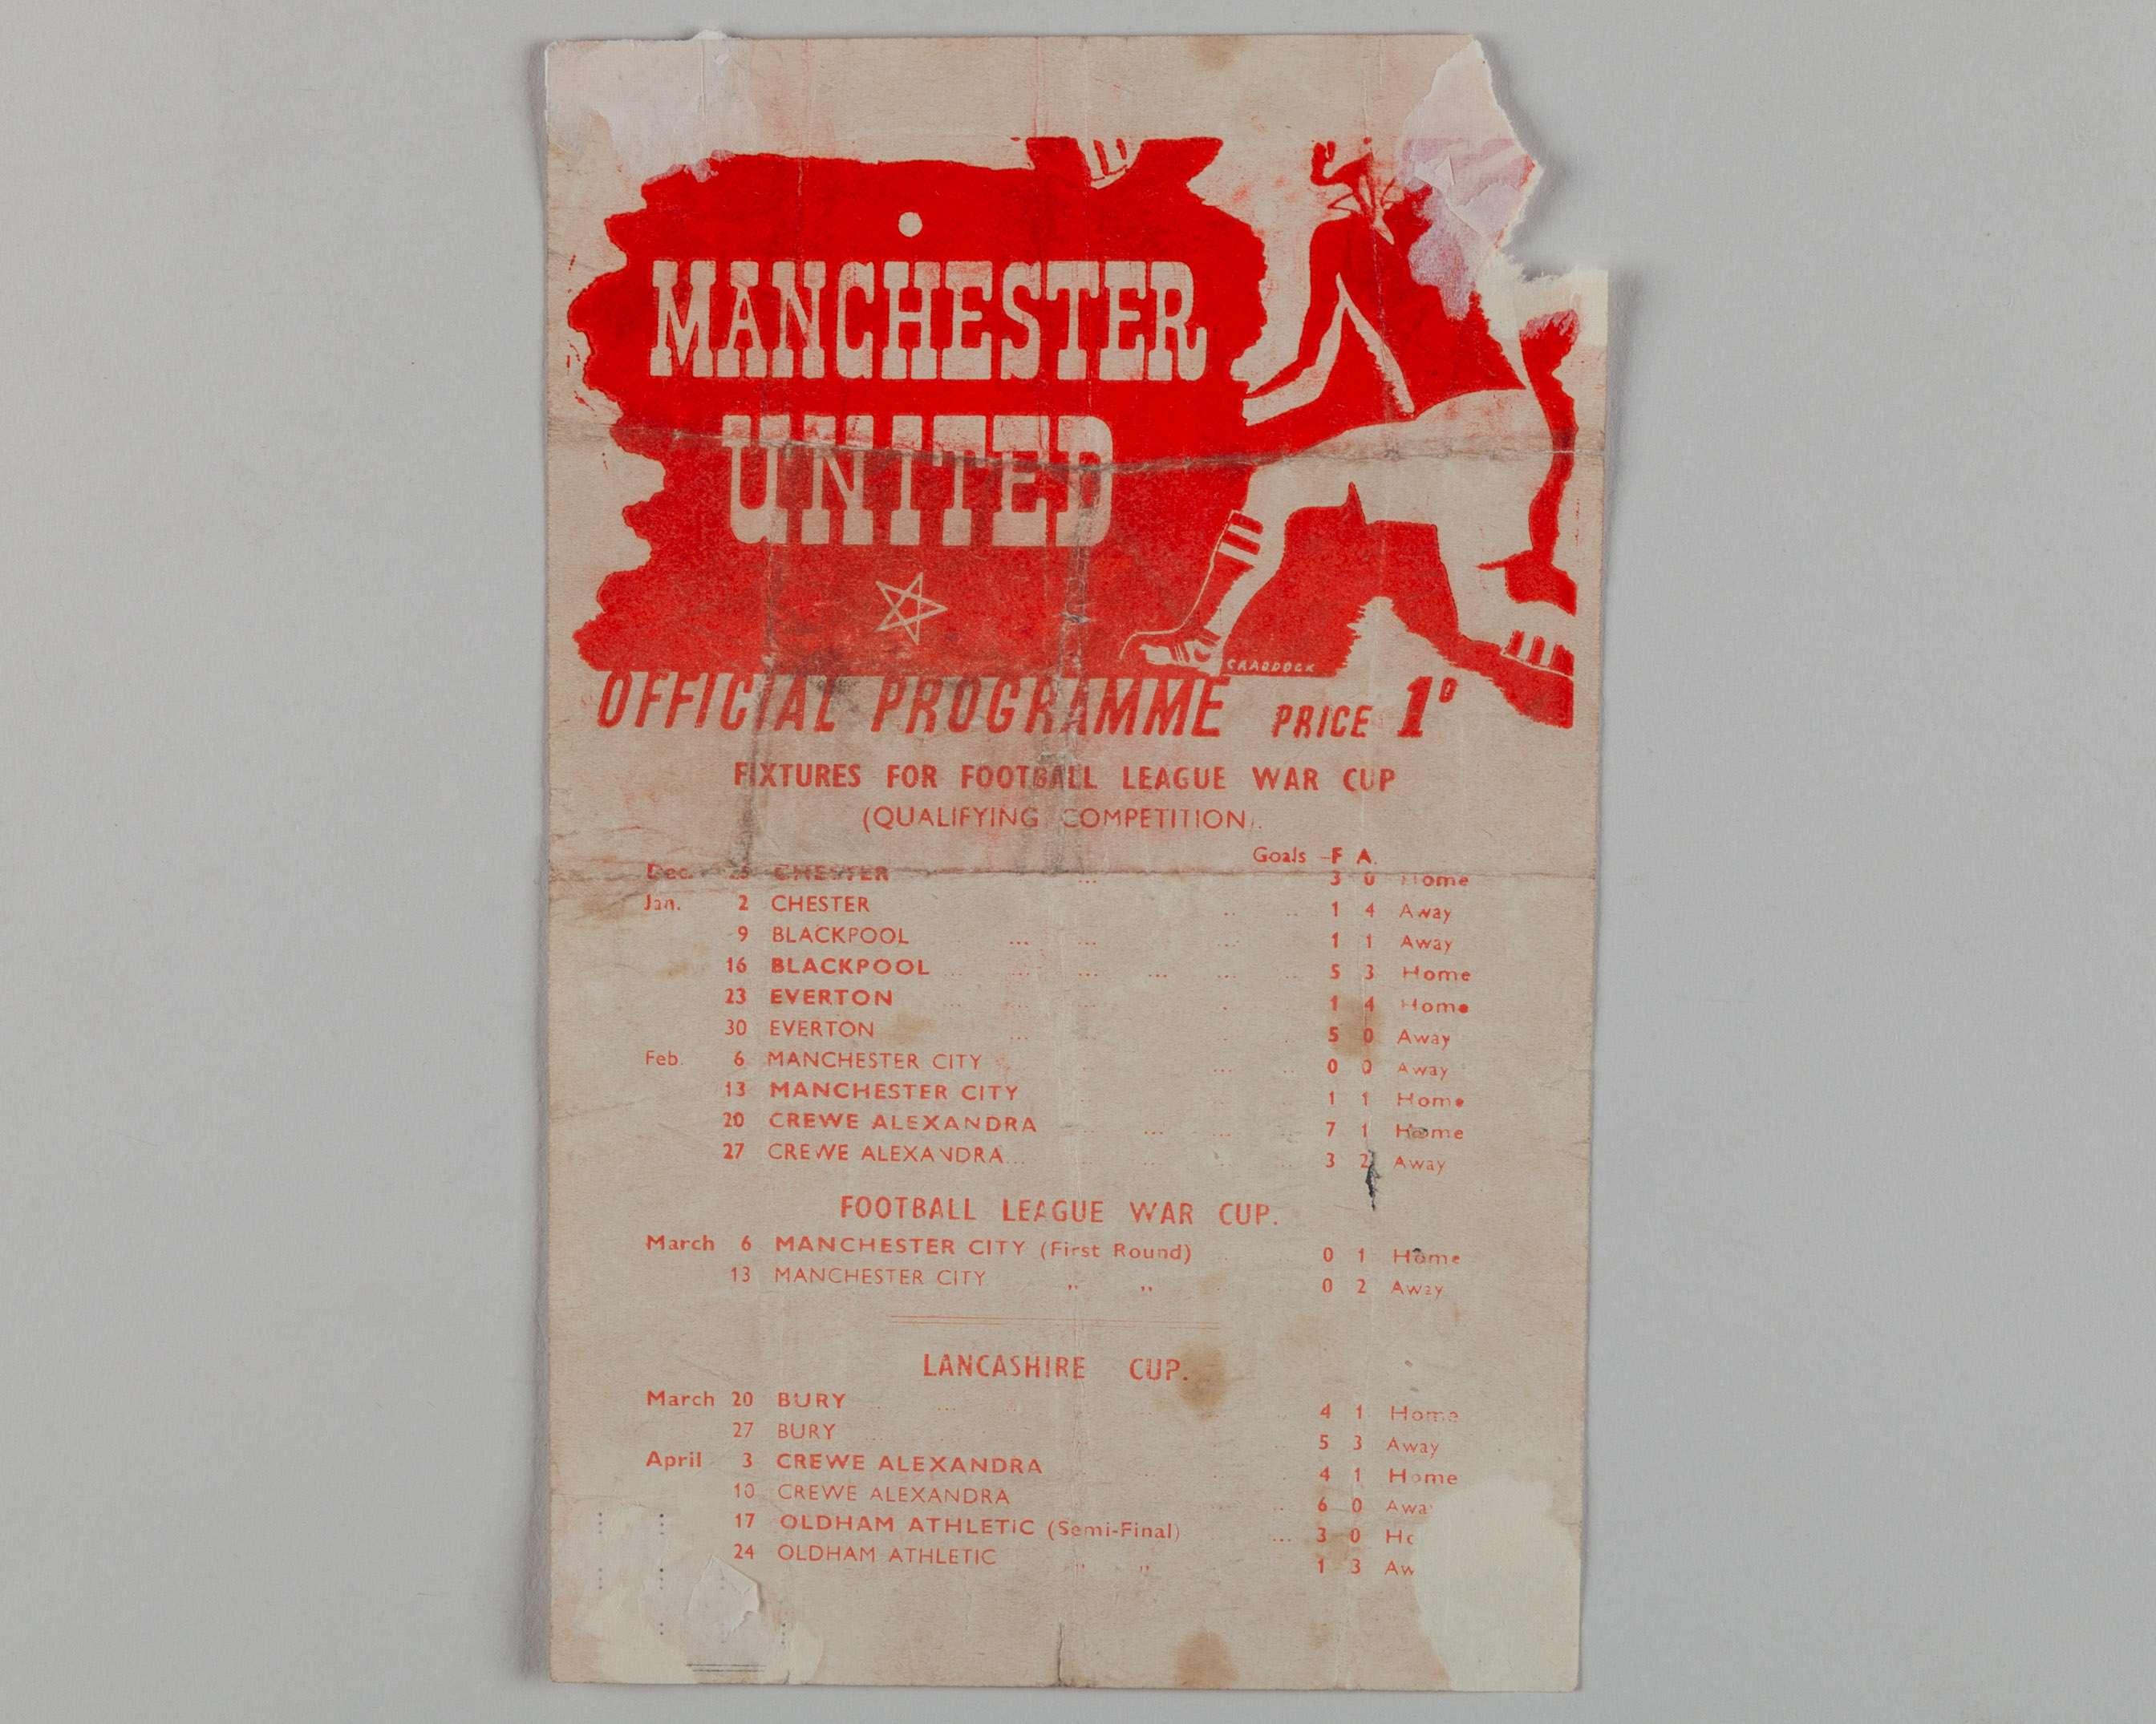 MANCHESTER
UNITED
CRADDOCK
OFFICIAL PROGRAMME PRICE 1D
FIXTURES FOR FOOTBALL LEAGUE WAR CUP
(QUALIFYING COMPETITION).
Goals —F A.
Dec. 25 CHESTER ... 3 0 Home
Jan. 2 CHESTER 1 4 Away
9 BLACKPOOL ... ... ... 1 1 Away
16 BLACKPOOL ... ... ... ... ... ... 5 3 Home
23 EVERTON 1 4 Home
30 EVERTON ... 5 0 Away
Feb. 6 MANCHESTER CITY ... 0 0 Away
13 MANCHESTER CITY 1 1 Home
20 CREWE ALEXANDRA ... ... 7 1 Home
27 CREWE ALEXANDRA... ... ... ... 3 2 Away
FOOTBALL LEAGUE WAR CUP.
March 6 MANCHESTER CITY (First Round) 0 1 Home
13 MANCHESTER CITY ,, ,, 0 2 Away
LANCASHIRE CUP.
March 20 BURY ... 4 1 Home
27 BURY 5 3 Away
April 3 CREWE ALEXANDRA 4 1 Home
10 CREWE ALEXANDRA 6 0 Awa
17 OLDHAM ATHLETIC (Semi-Final) ... 3 0 Ho
24 OLDHAM ATHLETIC ,, ,, 1 3 Aw